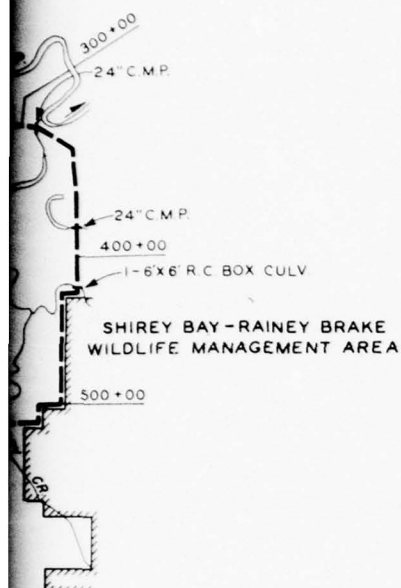 300+00
24" C.M.P.
24" C.M.P.
400+00
1-6'X6' R.C. BOX CULV.
SHIREY BAY-RAINEY BRAKE
WILDLIFE MANAGEMENT AREA
500+00
CR.